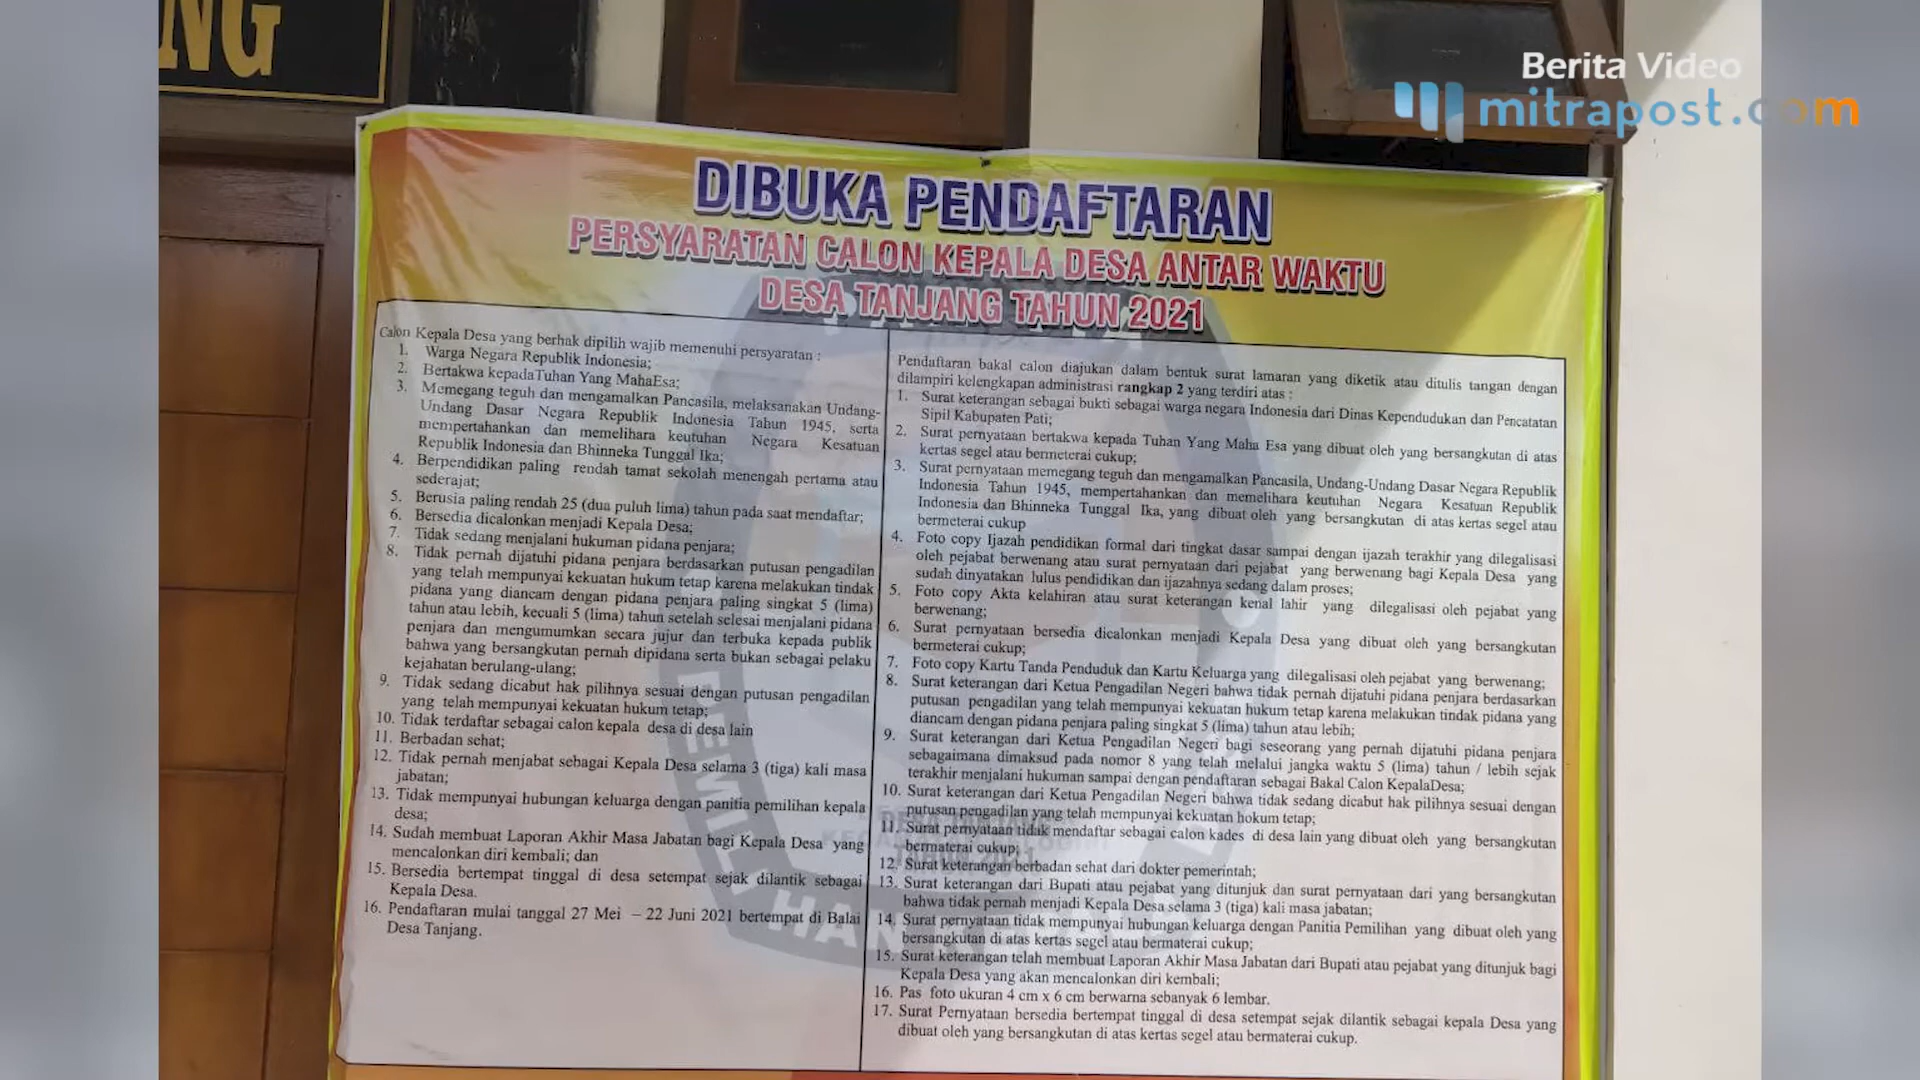 NG
Berita Video
mitrapost.com
DIBUKA PENDAFTARAN
PERSYARATAN CALON KEPALA DESA ANTAR WAKTU
DESA TANJANG TAHUN 2021
Calon Kepala Desa yang berhak dipilih wajib memenuhi persyaratan :
1. Warga Negara Republik Indonesia;
2. Bertakwa kepadaTuhan Yang MahaEsa;
3. Memegang teguh dan mengamalkan Pancasila, melaksanakan Undang-
Undang Dasar Negara Republik Indonesia Tahun 1945, serta
mempertahankan dan memelihara keutuhan Negara Kesatuan
Republik Indonesia dan Bhinneka Tunggal Ika;
4. Berpendidikan paling rendah tamat sekolah menengah pertama atau
sederajat;
5. Berusia paling rendah 25 (dua puluh lima) tahun pada saat mendaftar;
6. Bersedia dicalonkan menjadi Kepala Desa;
7. Tidak sedang menjalani hukuman pidana penjara;
8. Tidak pernah dijatuhi pidana penjara berdasarkan putusan pengadilan
yang telah mempunyai kekuatan hukum tetap karena melakukan tindak
pidana yang diancam dengan pidana penjara paling singkat 5 (lima)
tahun atau lebih, kecuali 5 (lima) tahun setelah selesai menjalani pidana
penjara dan mengumumkan secara jujur dan terbuka kepada publik
bahwa yang bersangkutan pernah dipidana serta bukan sebagai pelaku
kejahatan berulang-ulang;
9. Tidak sedang dicabut hak pilihnya sesuai dengan putusan pengadilan
yang telah mempunyai kekuatan hukum tetap;
10. Tidak terdaftar sebagai calon kepala desa di desa lain
11. Berbadan sehat;
12. Tidak pernah menjabat sebagai Kepala Desa selama 3 (tiga) kali masa
jabatan;
13. Tidak mempunyai hubungan keluarga dengan panitia pemilihan kepala
desa;
14. Sudah membuat Laporan Akhir Masa Jabatan bagi Kepala Desa yang
mencalonkan diri kembali; dan
15. Bersedia bertempat tinggal di desa setempat sejak dilantik sebagai
Kepala Desa.
16. Pendaftaran mulai tanggal 27 Mei – 22 Juni 2021 bertempat di Balai
Desa Tanjang.
Pendaftaran bakal calon diajukan dalam bentuk surat lamaran yang diketik atau ditulis tangan dengan
dilampiri kelengkapan administrasi rangkap 2 yang terdiri atas :
1. Surat keterangan sebagai bukti sebagai warga negara Indonesia dari Dinas Kependudukan dan Pencatatan
Sipil Kabupaten Pati;
2. Surat pernyataan bertakwa kepada Tuhan Yang Maha Esa yang dibuat oleh yang bersangkutan di atas
kertas segel atau bermeterai cukup;
3. Surat pernyataan memegang teguh dan mengamalkan Pancasila, Undang-Undang Dasar Negara Republik
Indonesia Tahun 1945, mempertahankan dan memelihara keutuhan Negara Kesatuan Republik
Indonesia dan Bhinneka Tunggal Ika, yang dibuat oleh yang bersangkutan di atas kertas segel atau
bermeterai cukup
4. Foto copy Ijazah pendidikan formal dari tingkat dasar sampai dengan ijazah terakhir yang dilegalisasi
oleh pejabat berwenang atau surat pernyataan dari pejabat yang berwenang bagi Kepala Desa yang
sudah dinyatakan lulus pendidikan dan ijazahnya sedang dalam proses;
5. Foto copy Akta kelahiran atau surat keterangan kenal lahir yang dilegalisasi oleh pejabat yang
berwenang;
6. Surat pernyataan bersedia dicalonkan menjadi Kepala Desa yang dibuat oleh yang bersangkutan
bermeterai cukup;
7. Foto copy Kartu Tanda Penduduk dan Kartu Keluarga yang dilegalisasi oleh pejabat yang berwenang;
8. Surat keterangan dari Ketua Pengadilan Negeri bahwa tidak pernah dijatuhi pidana penjara berdasarkan
putusan pengadilan yang telah mempunyai kekuatan hukum tetap karena melakukan tindak pidana yang
diancam dengan pidana penjara paling singkat 5 (lima) tahun atau lebih;
9. Surat keterangan dari Ketua Pengadilan Negeri bagi seseorang yang pernah dijatuhi pidana penjara
sebagaimana dimaksud pada nomor 8 yang telah melalui jangka waktu 5 (lima) tahun / lebih sejak
terakhir menjalani hukuman sampai dengan pendaftaran sebagai Bakal Calon KepalaDesa;
10. Surat keterangan dari Ketua Pengadilan Negeri bahwa tidak sedang dicabut hak pilihnya sesuai dengan
putusan pengadilan yang telah mempunyai kekuatan hokum tetap;
11. Surat pernyataan tidak mendaftar sebagai calon kades di desa lain yang dibuat oleh yang bersangkutan
bermaterai cukup;
12. Surat keterangan berbadan sehat dari dokter pemerintah;
13. Surat keterangan dari Bupati atau pejabat yang ditunjuk dan surat pernyataan dari yang bersangkutan
bahwa tidak pernah menjadi Kepala Desa selama 3 (tiga) kali masa jabatan;
14. Surat pernyataan tidak mempunyai hubungan keluarga dengan Panitia Pemilihan yang dibuat oleh yang
bersangkutan di atas kertas segel atau bermaterai cukup;
15. Surat keterangan telah membuat Laporan Akhir Masa Jabatan dari Bupati atau pejabat yang ditunjuk bagi
Kepala Desa yang akan mencalonkan diri kembali;
16. Pas foto ukuran 4 cm x 6 cm berwarna sebanyak 6 lembar.
17. Surat Pernyataan bersedia bertempat tinggal di desa setempat sejak dilantik sebagai kepala Desa yang
dibuat oleh yang bersangkutan di atas kertas segel atau bermaterai cukup.